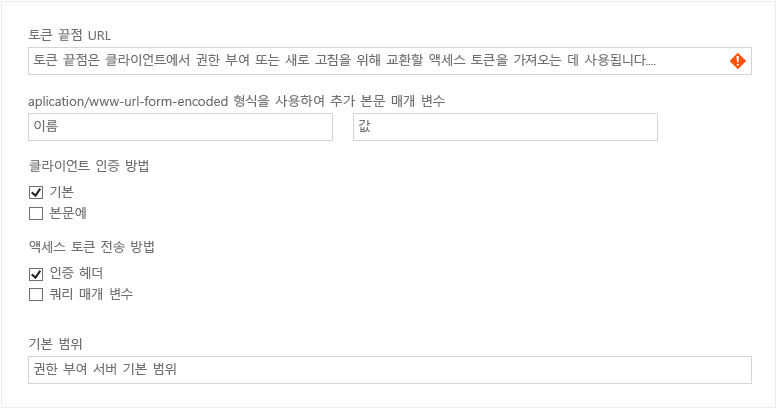 토큰 끝점 URL
토큰 끝점은 클라이언트에서 권한 부여 또는 새로 고침을 위해 교환할 액세스 토큰을 가져오는 데 사용됩니다....
aplication/www-url-form-encoded 형식을 사용하여 추가 본문 매개 변수
이름 값
클라이언트 인증 방법
기본
본문에
액세스 토큰 전송 방법
인증 헤더
쿼리 매개 변수
기본 범위
권한 부여 서버 기본 범위